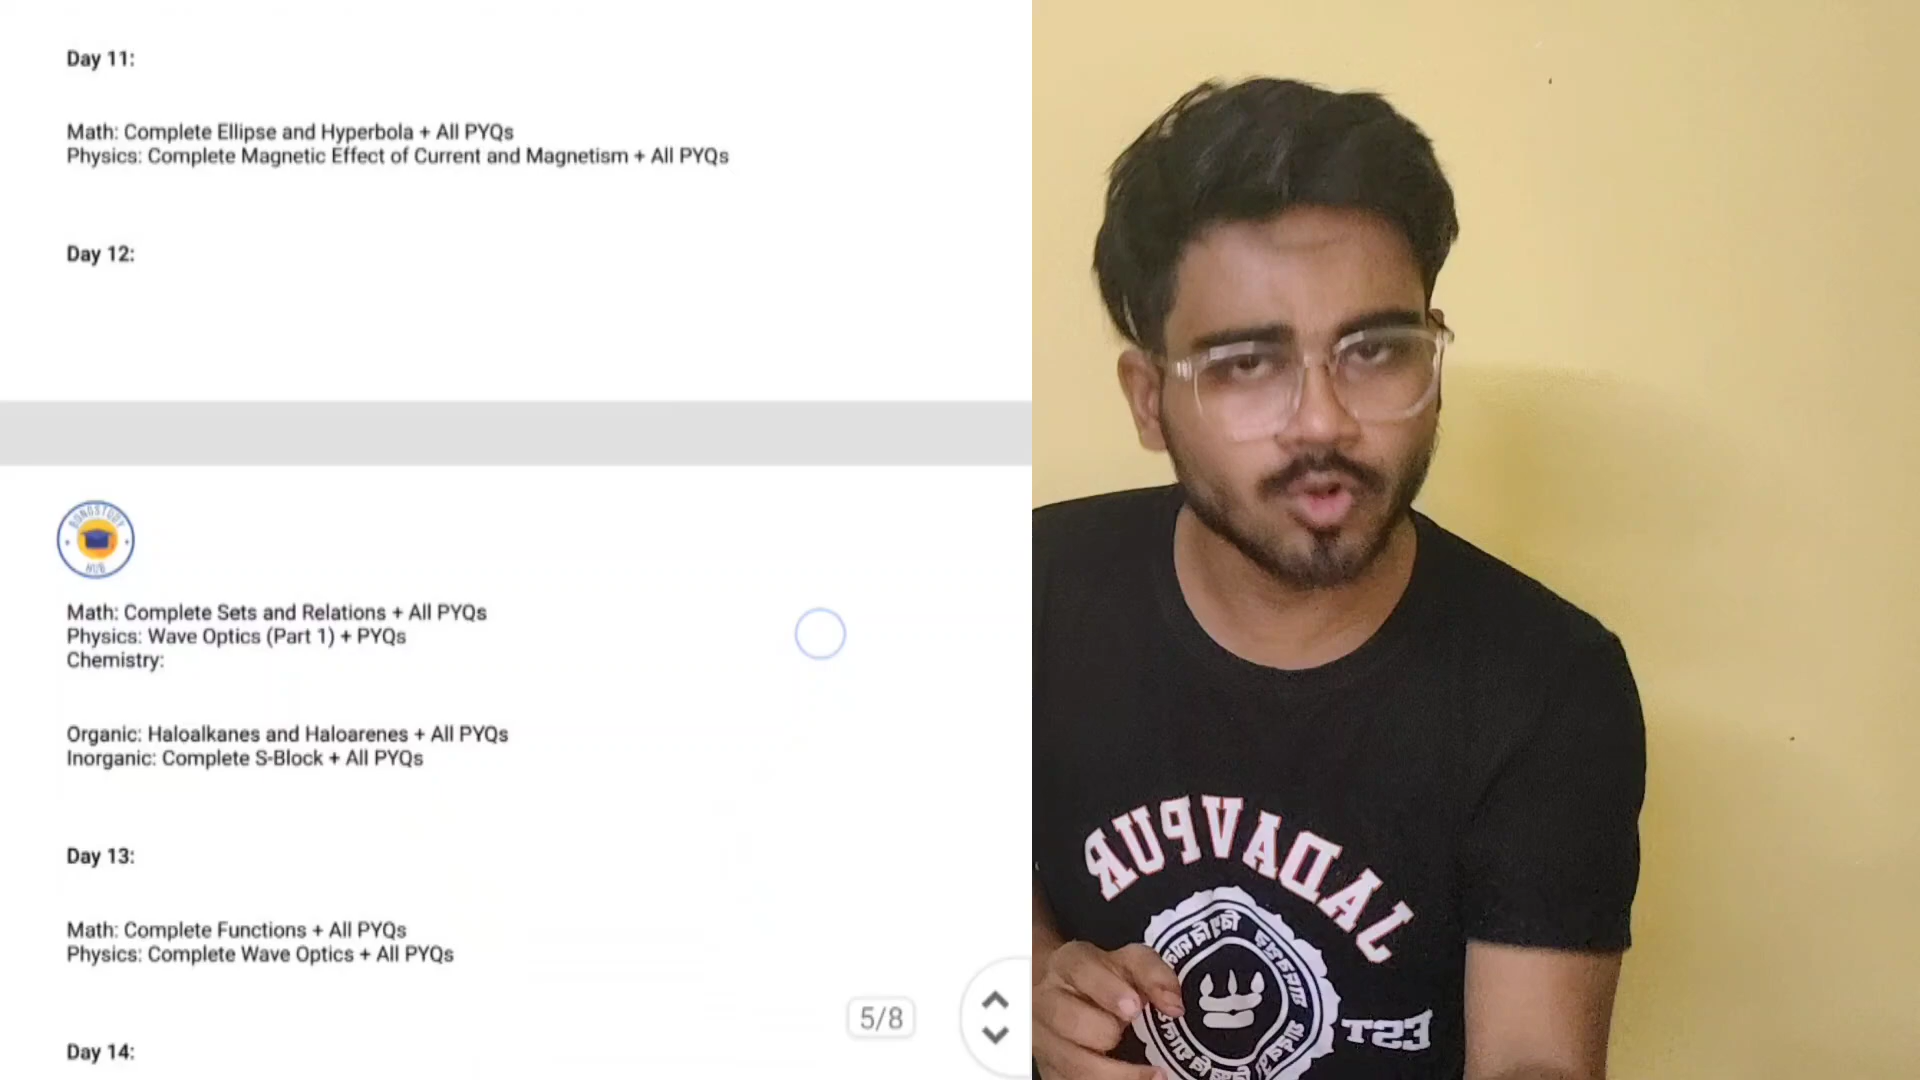 Day 11:
Math: Complete Ellipse and Hyperbola + All PYQs
Physics: Complete Magnetic Effect of Current and Magnetism + All PYQs
Day 12:
BONGSTUDY
HUB
Math: Complete Sets and Relations + All PYQs
Physics: Wave Optics (Part 1) + PYQs
Chemistry:
Organic: Haloalkanes and Haloarenes + All PYQs
Inorganic: Complete S-Block + All PYQs
Day 13:
Math: Complete Functions + All PYQs
Physics: Complete Wave Optics + All PYQs
5/8
Day 14:
JADAVPUR
EST